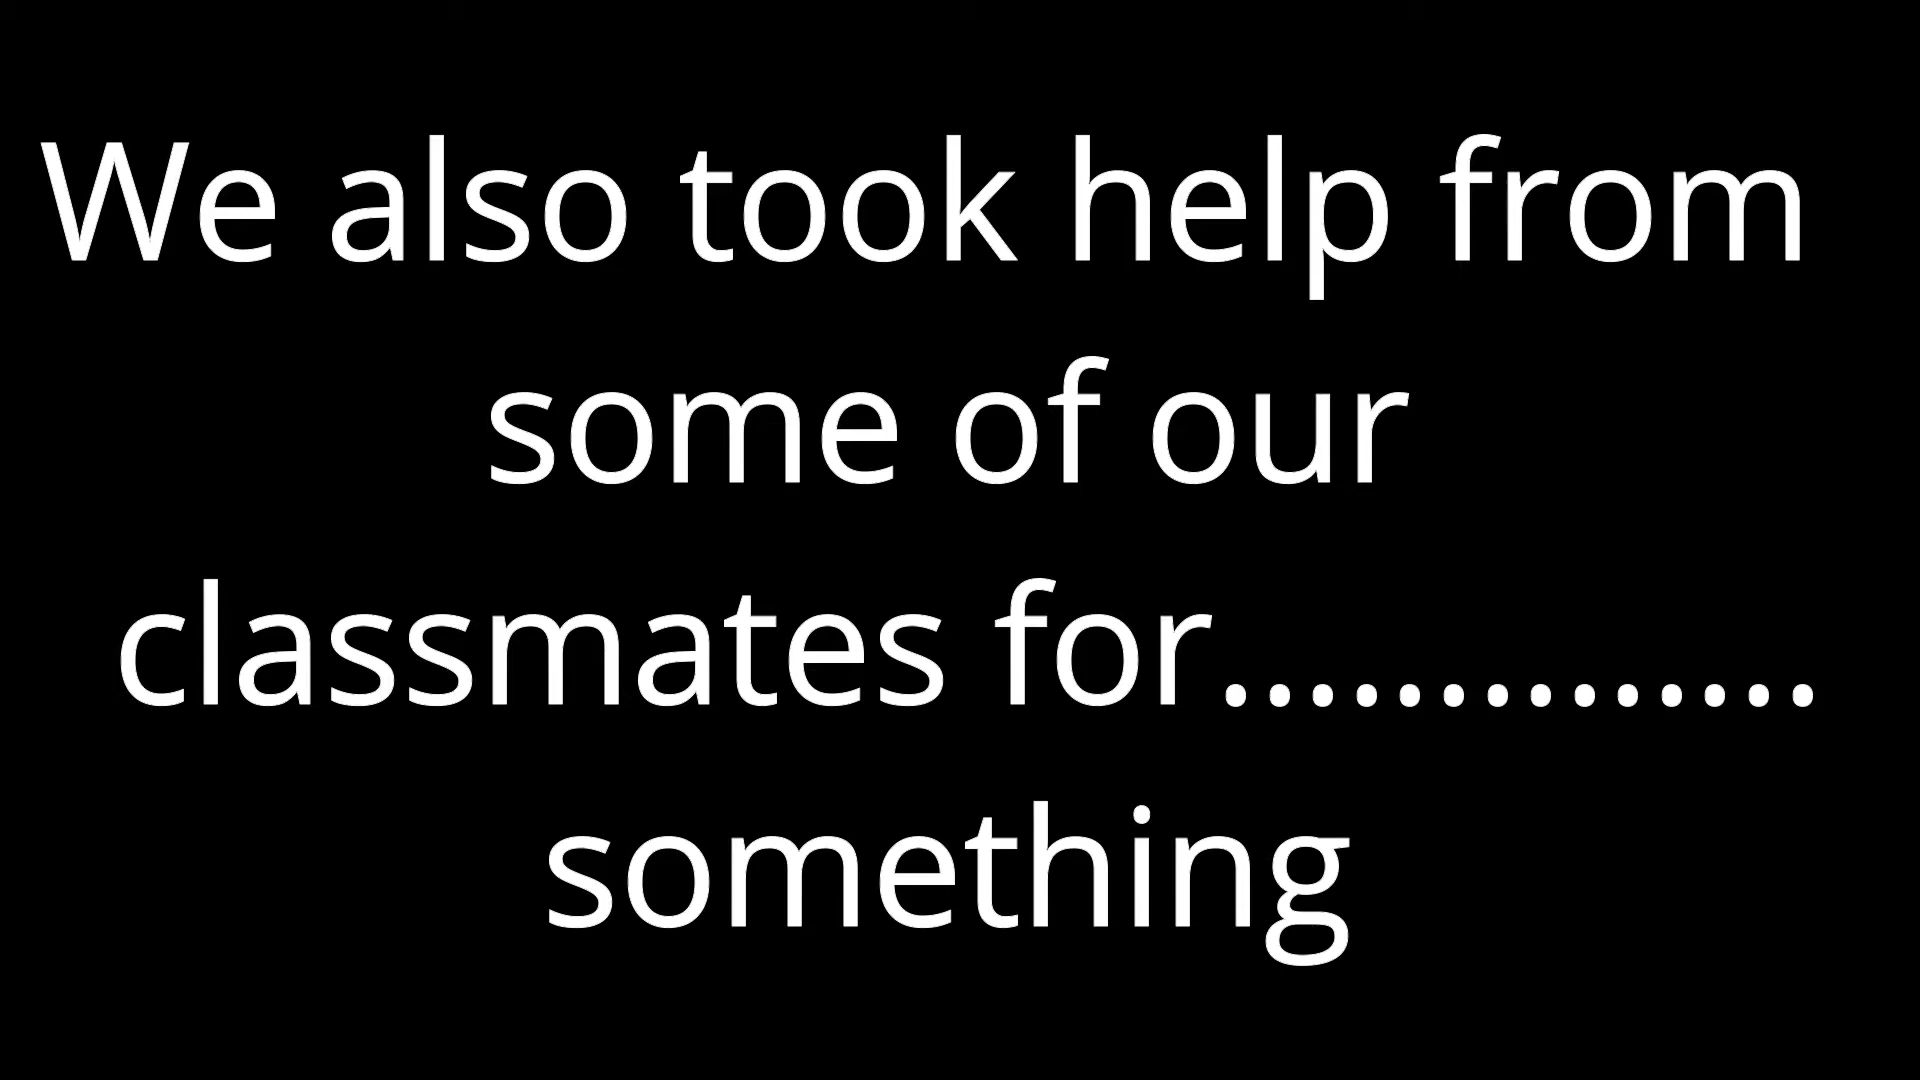 We also took help from
some of our
classmates for..............
something